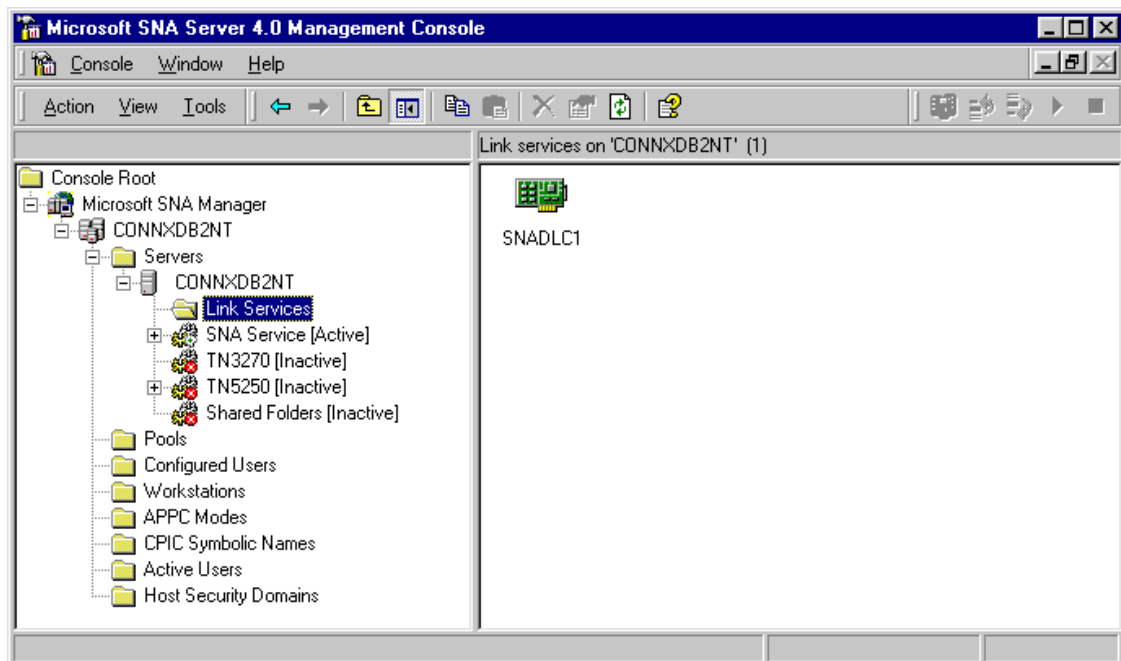 Microsoft SNA Server 4.0 Management Console
Console Window Help
Action View Tools
Link services on 'CONNXDB2NT' (1)
Console Root
Microsoft SNA Manager
CONNXDB2NT
Servers
CONNXDB2NT
Link Services
SNA Service [Active]
TN3270 [Inactive]
TN5250 [Inactive]
Shared Folders [Inactive]
Pools
Configured Users
Workstations
APPC Modes
CPIC Symbolic Names
Active Users
Host Security Domains
SNADLC1